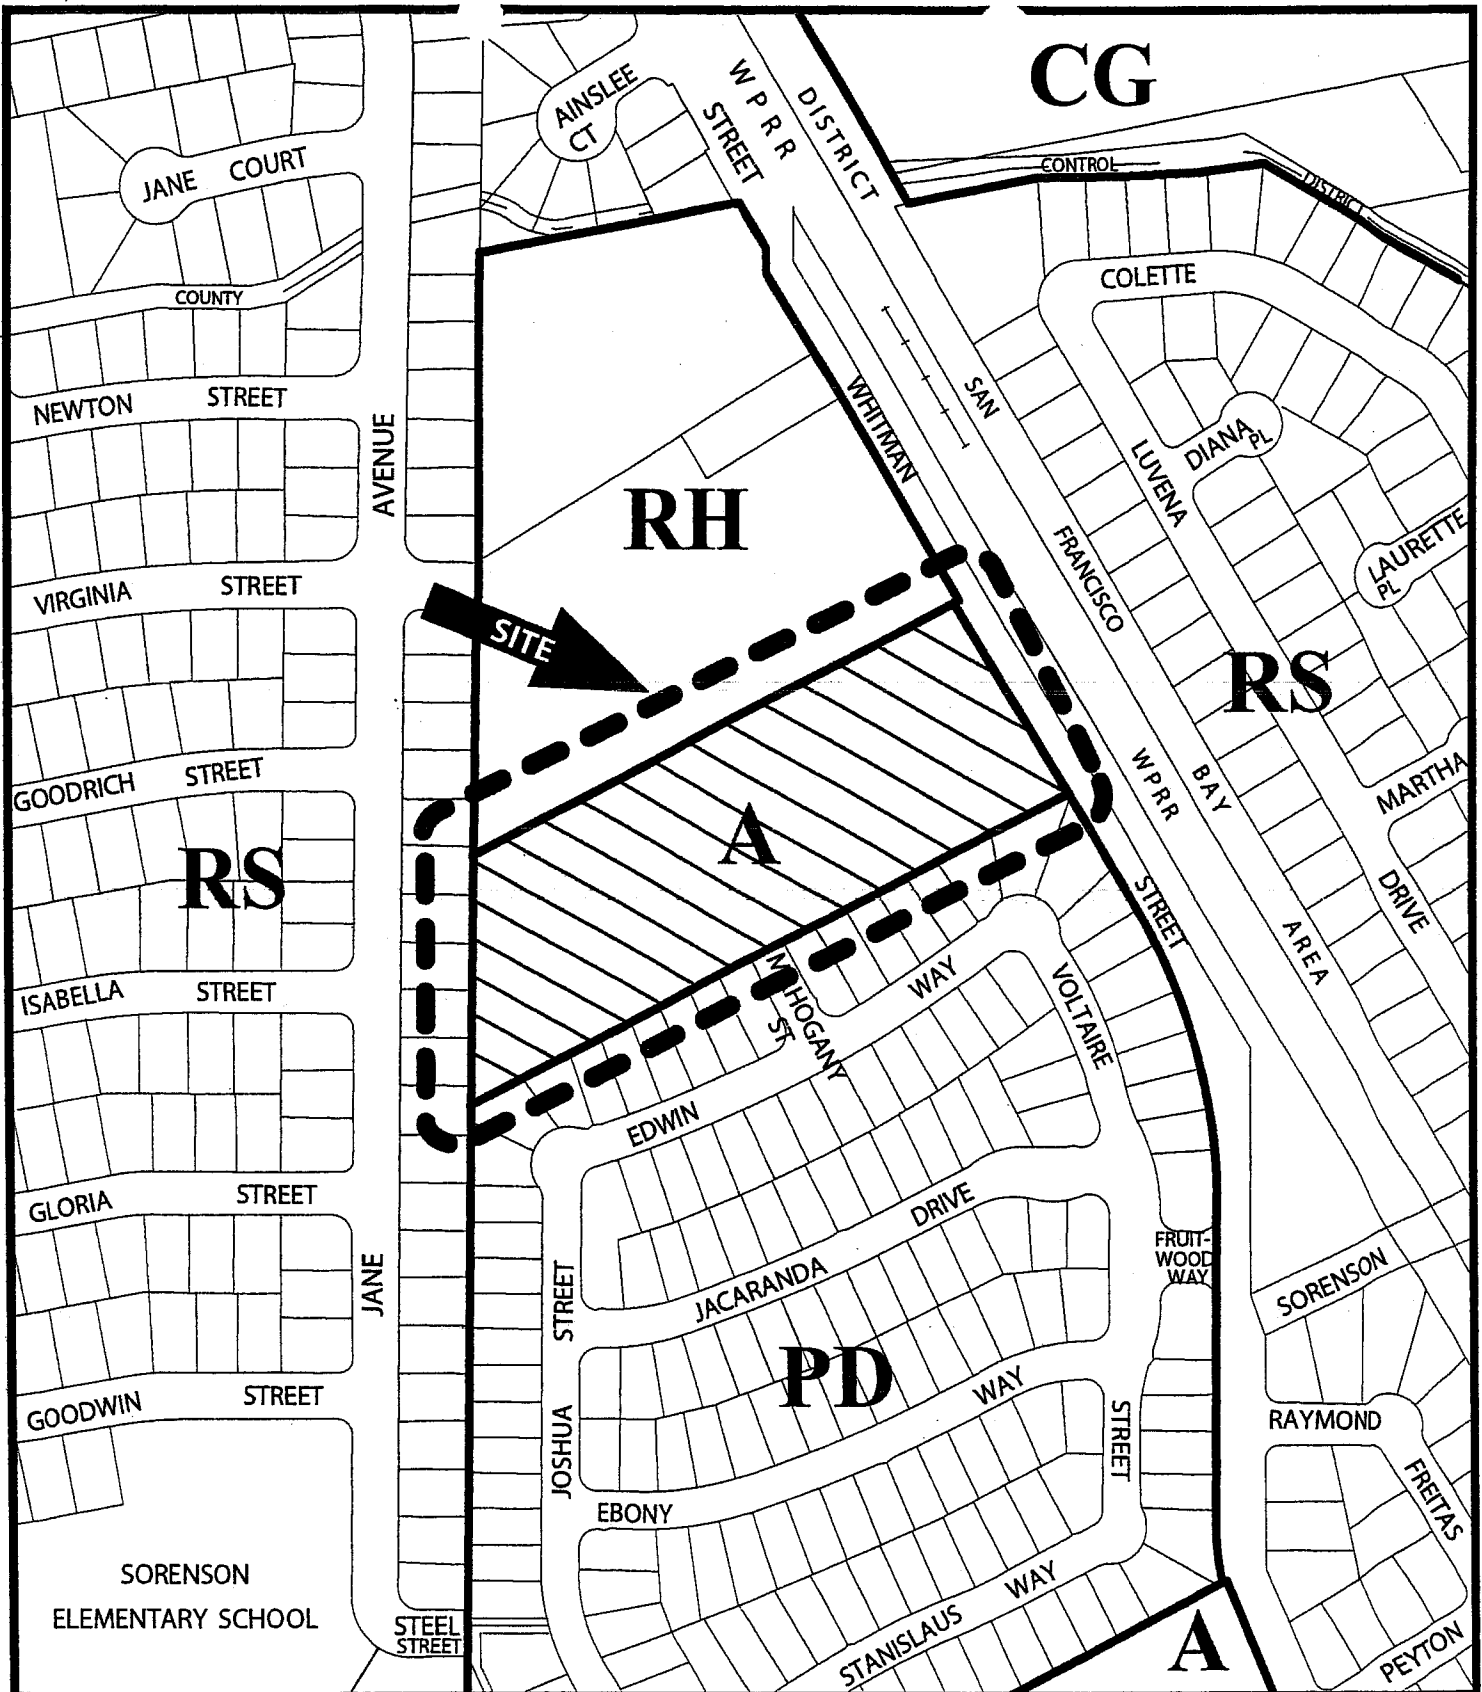 CG
AINSLEE
CT
WPRR
STREET
DISTRICT
CONTROL
DISTRICT
JANE COURT
COUNTY
COLETTE
NEWTON STREET
AVENUE
WHITMAN
SAN
DIANA
PL
LUVENA
LAURETTE
PL
RH
FRANCISCO
VIRGINIA STREET
SITE
RS
GOODRICH STREET
WPRR
BAY
MARTHA
A
RS
STREET
DRIVE
AREA
ISABELLA STREET
MAHOGANY
ST
WAY
VOLTAIRE
EDWIN
GLORIA STREET
DRIVE
FRUIT-
WOOD
WAY
JANE
STREET
JACARANDA
SORENSON
PD
WAY
GOODWIN STREET
JOSHUA
STREET
RAYMOND
EBONY
FREITAS
SORENSON
ELEMENTARY SCHOOL
WAY
STANISLAUS
STEEL
STREET
A
PEYTON